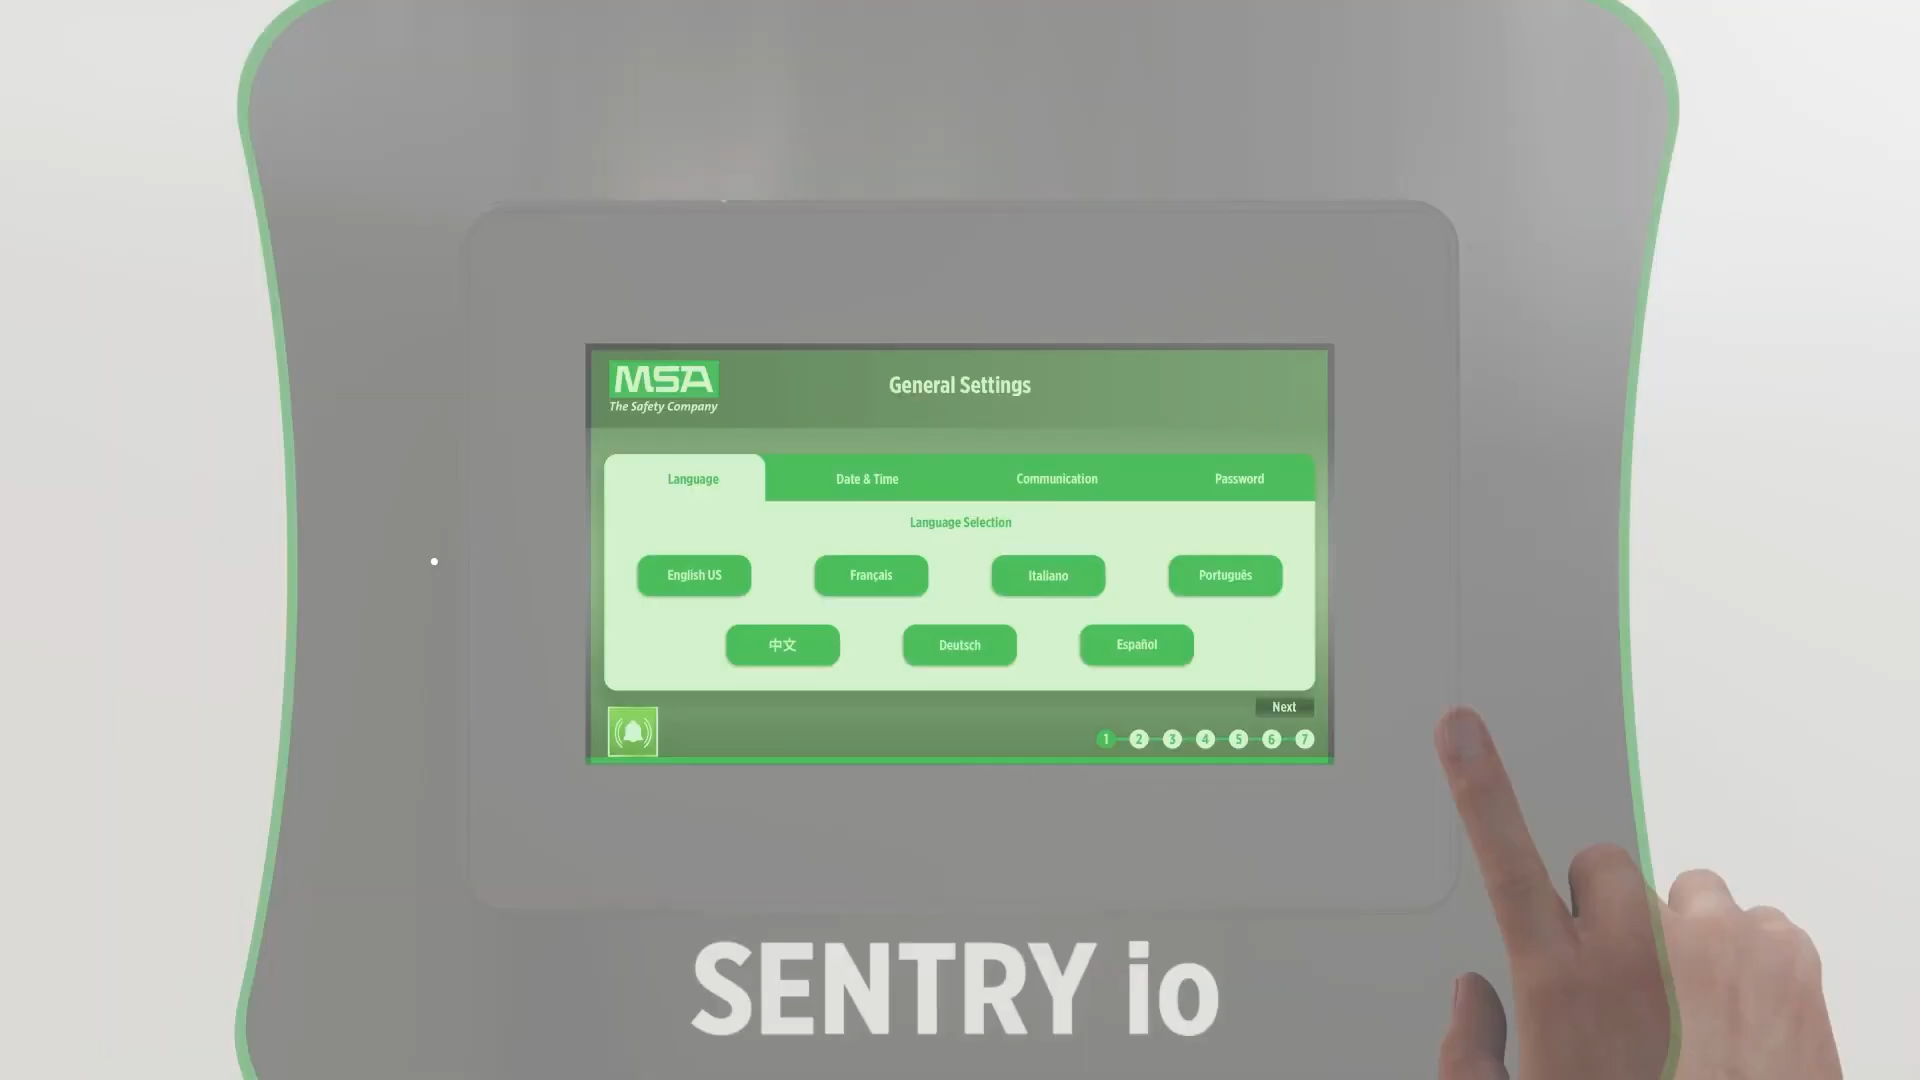 MSA
The Safety Company
General Settings
Language
Date & Time
Communication
Password
Language Selection
English US
Français
Italiano
Português
中文
Deutsch
Español
Next
1 2 3 4 5 6 7
SENTRY io